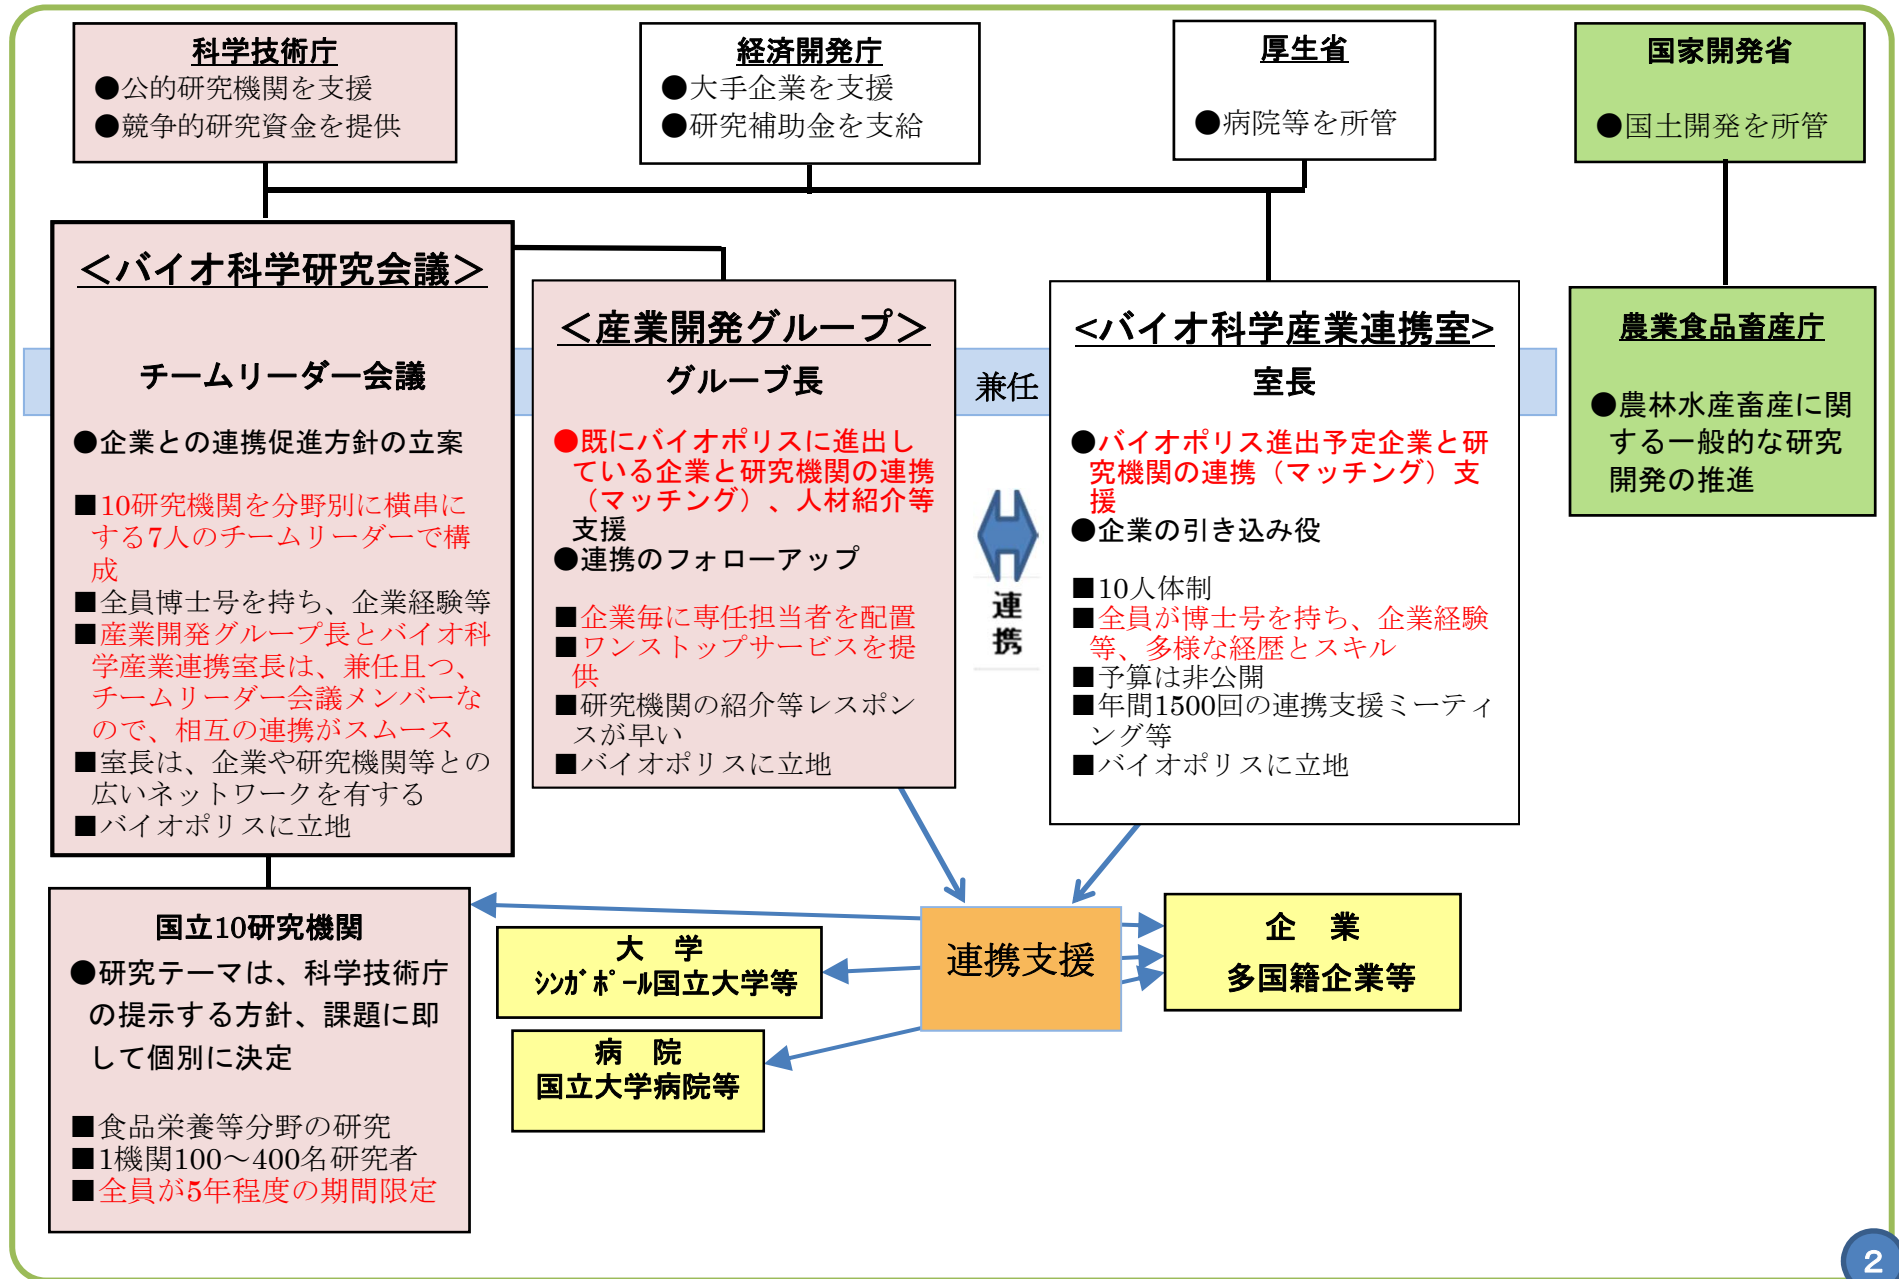 科学技術庁
●公的研究機関を支援
●競争的研究資金を提供
経済開発庁
●大手企業を支援
●研究補助金を支給
厚生省
●病院等を所管
国家開発省
●国土開発を所管
＜バイオ科学研究会議＞
チームリーダー会議
●企業との連携促進方針の立案
■10研究機関を分野別に横串に
する7人のチームリーダーで構
成
■全員博士号を持ち、企業経験等
■産業開発グループ長とバイオ科
学産業連携室長は、兼任且つ、
チームリーダー会議メンバーな
ので、相互の連携がスムース
■室長は、企業や研究機関等との
広いネットワークを有する
■バイオポリスに立地
＜産業開発グループ＞
グループ長
●既にバイオポリスに進出し
ている企業と研究機関の連携
（マッチング）、人材紹介等
支援
●連携のフォローアップ
■企業毎に専任担当者を配置
■ワンストップサービスを提
供
■研究機関の紹介等レスポン
スが早い
■バイオポリスに立地
兼任
連
携
<バイオ科学産業連携室>
室長
●バイオポリス進出予定企業と研
究機関の連携（マッチング）支
援
●企業の引き込み役
■10人体制
■全員が博士号を持ち、企業経験
等、多様な経歴とスキル
■予算は非公開
■年間1500回の連携支援ミーティ
ング等
■バイオポリスに立地
農業食品畜産庁
●農林水産畜産に関
する一般的な研究
開発の推進
国立10研究機関
●研究テーマは、科学技術庁
の提示する方針、課題に即
して個別に決定
■食品栄養等分野の研究
■1機関100～400名研究者
■全員が5年程度の期間限定
大　学
ｼﾝｶﾞﾎﾟｰﾙ国立大学等
病　院
国立大学病院等
連携支援
企　業
多国籍企業等
2